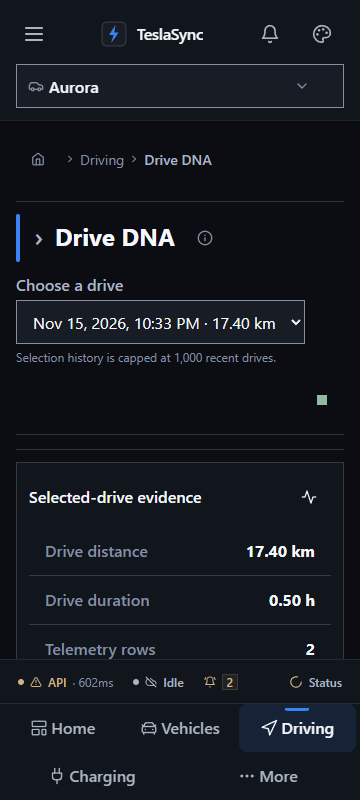 TeslaSync
Aurora
Driving Drive DNA
Drive DNA
Choose a drive
Nov 15, 2026, 10:33 PM · 17.40 km
Selection history is capped at 1,000 recent drives.
Selected-drive evidence
Drive distance 17.40 km
Drive duration 0.50 h
Telemetry rows 2
API · 602ms Idle 2 Status
Home Vehicles Driving
Charging More